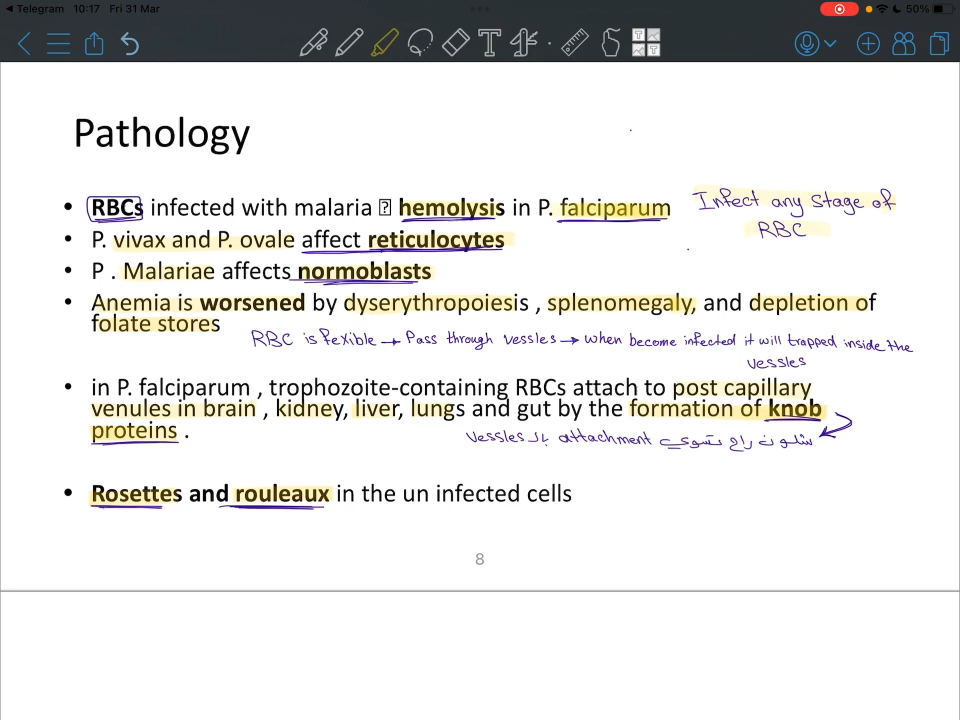 Telegram 10:17 Fri 31 Mar 50%
Pathology
• RBCs infected with malaria ⍰ hemolysis in P. falciparum
Infect any stage of
RBC
• P. vivax and P. ovale affect reticulocytes
• P . Malariae affects normoblasts
• Anemia is worsened by dyserythropoiesis , splenomegaly, and depletion of
folate stores
RBC is fexible → Pass through vessles → when become infected it will trapped inside the
vessles
• in P. falciparum , trophozoite-containing RBCs attach to post capillary
venules in brain , kidney, liver, lungs and gut by the formation of knob
proteins .
شلون راح تسوي attachment بال vessles
• Rosettes and rouleaux in the un infected cells
8